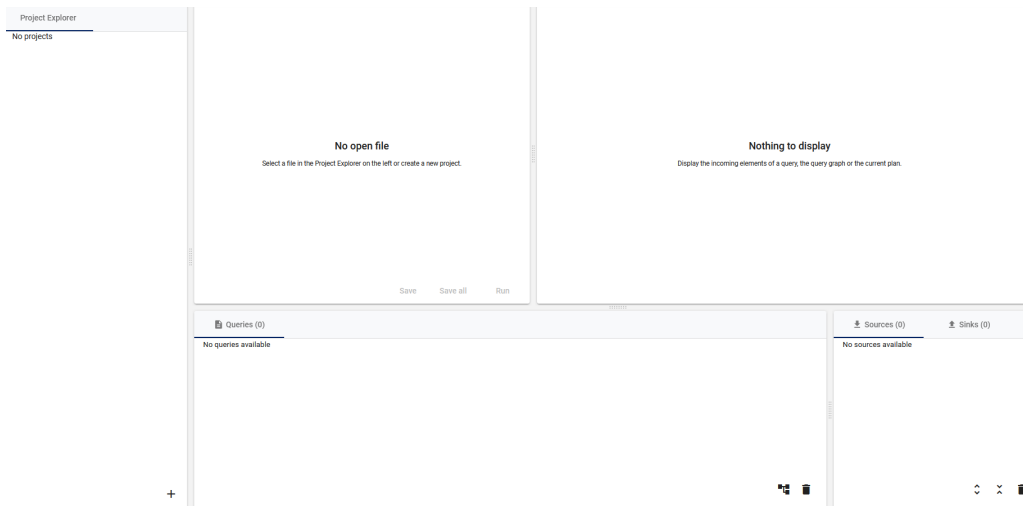 Project Explorer
No projects
No open file
Select a file in the Project Explorer on the left or create a new project.
Save Save all Run
Nothing to display
Display the incoming elements of a query, the query graph or the current plan.
Queries (0)
No queries available
Sources (0) Sinks (0)
No sources available